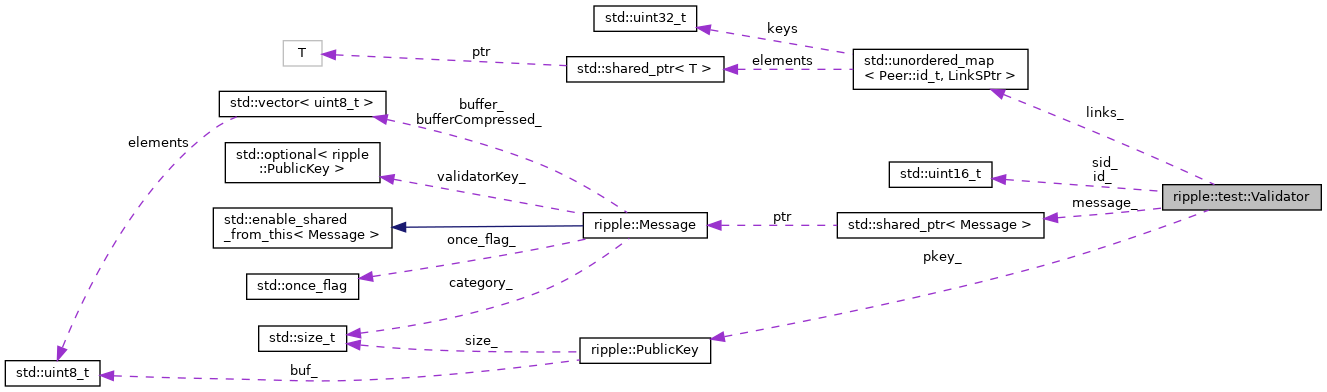 std::uint32_t
keys
T
ptr
std::shared_ptr< T >
elements
std::unordered_map
< Peer::id_t, LinkSPtr >
std::vector< uint8_t >
buffer_
bufferCompressed_
links_
elements
std::optional< ripple
::PublicKey >
validatorKey_
std::uint16_t
sid_
id_
ripple::test::Validator
std::enable_shared
_from_this< Message >
ripple::Message
ptr
std::shared_ptr< Message >
message_
once_flag_
pkey_
std::once_flag
category_
std::size_t
size_
ripple::PublicKey
std::uint8_t
buf_